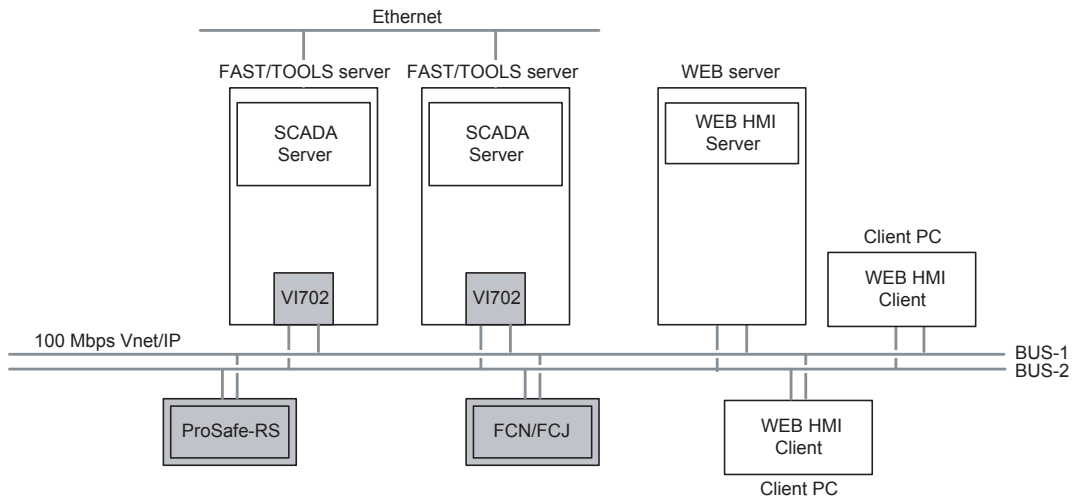 Ethernet
FAST/TOOLS server
FAST/TOOLS server
WEB server
SCADA
Server
SCADA
Server
WEB HMI
Server
Client PC
WEB HMI
Client
VI702
VI702
100 Mbps Vnet/IP
BUS-1
BUS-2
ProSafe-RS
FCN/FCJ
WEB HMI
Client
Client PC